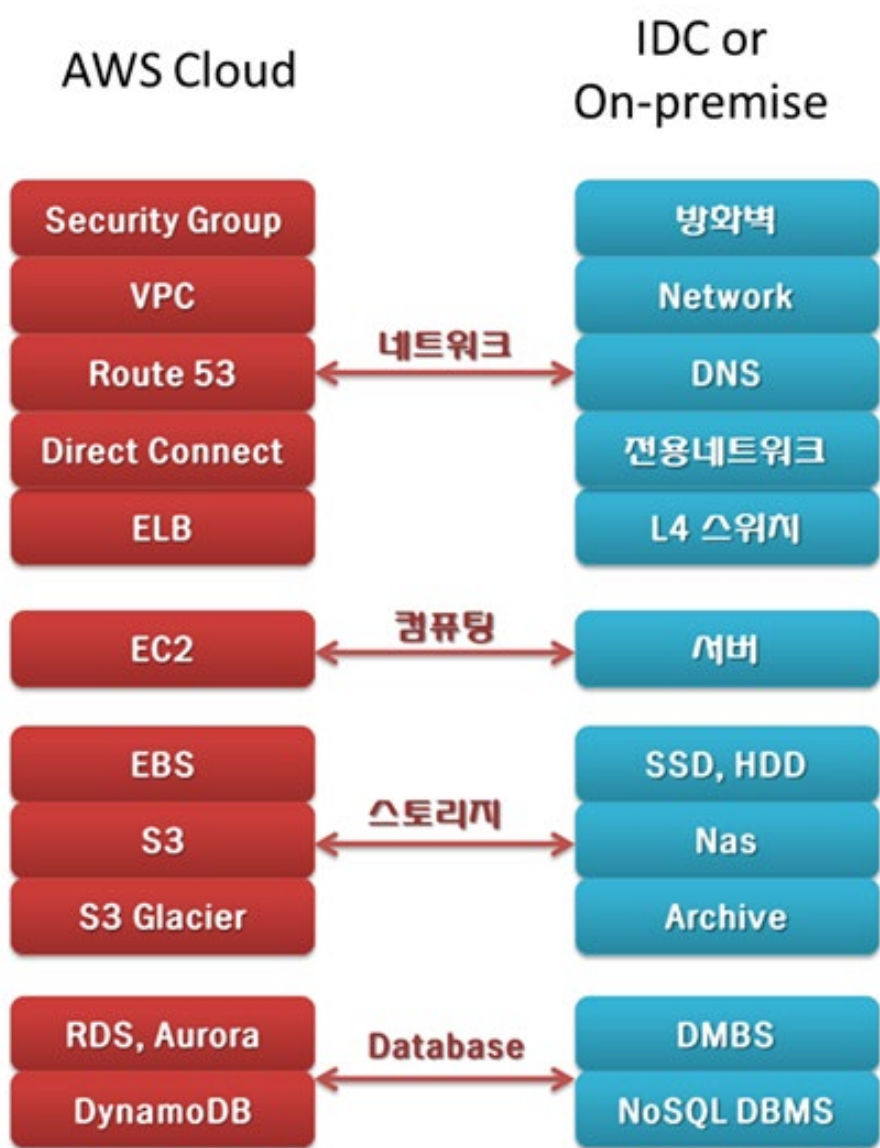 AWS Cloud
IDC or
On-premise
Security Group
방화벽
VPC
Network
네트워크
Route 53
DNS
Direct Connect
전용네트워크
ELB
L4 스위치
컴퓨팅
EC2
서버
EBS
SSD, HDD
스토리지
S3
Nas
S3 Glacier
Archive
RDS, Aurora
Database
DMBS
DynamoDB
NoSQL DBMS